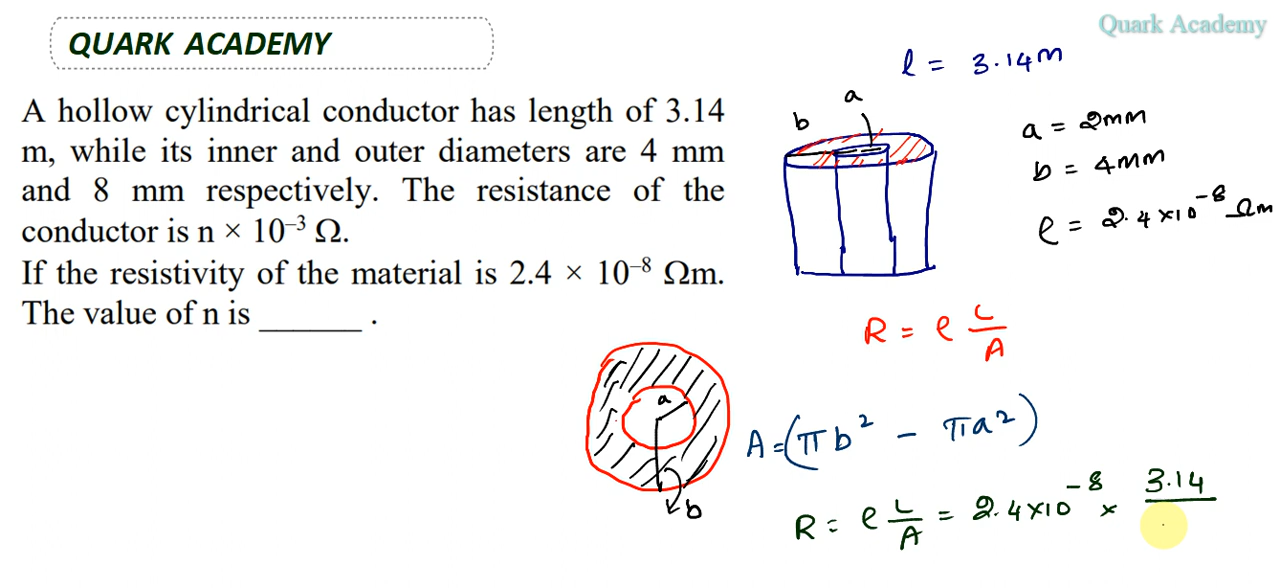 QUARK ACADEMY
Quark Academy
A hollow cylindrical conductor has length of 3.14
m, while its inner and outer diameters are 4 mm
and 8 mm respectively. The resistance of the
conductor is n × 10⁻³ Ω.
If the resistivity of the material is 2.4 × 10⁻⁸ Ωm.
The value of n is ______ .
l = 3.14m
a
b
a = 2mm
b = 4mm
ρ = 2.4×10⁻⁸ Ωm
R = ρ L/A
a
b
A=(πb² - πa²)
R = ρ L/A = 2.4×10⁻⁸ × 3.14